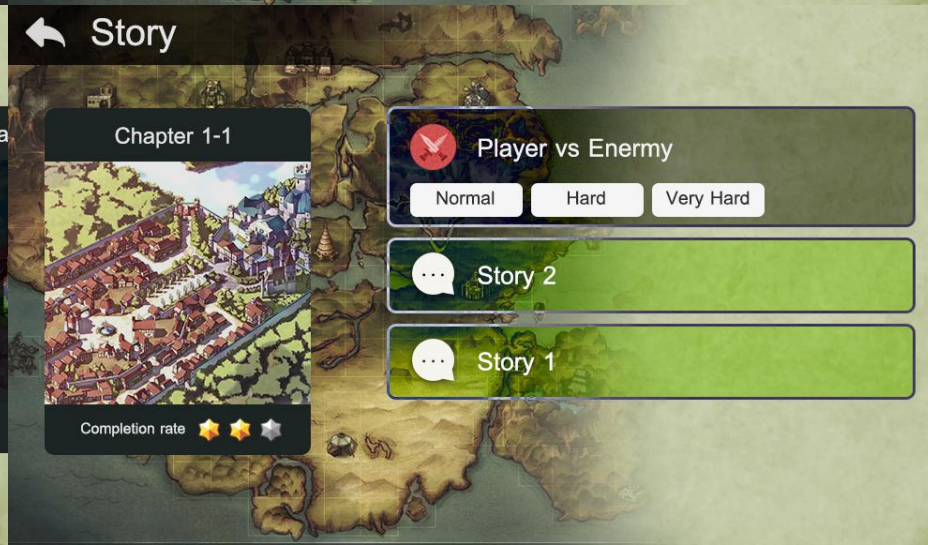 Story
a
Chapter 1-1
Completion rate
Player vs Enermy
Normal Hard Very Hard
Story 2
Story 1